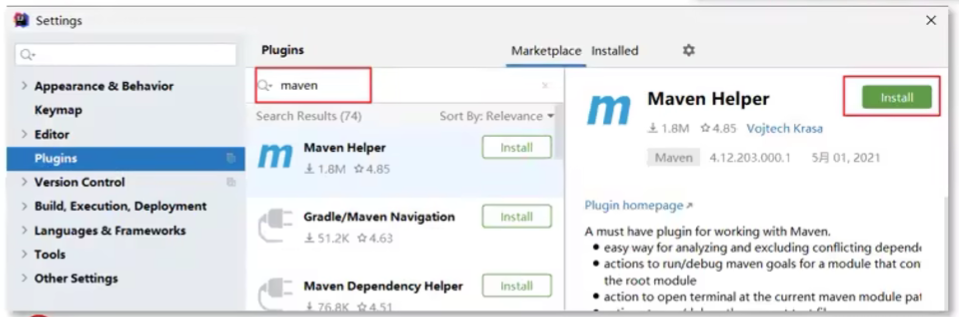 Settings
Plugins
Marketplace Installed
Appearance & Behavior
Keymap
Editor
Plugins
Version Control
Build, Execution, Deployment
Languages & Frameworks
Tools
Other Settings
maven
Search Results (74) Sort By: Relevance
Maven Helper Install
1.8M 4.85
Gradle/Maven Navigation Install
51.2K 4.63
Maven Dependency Helper Install
76.8K 4.51
Maven Helper Install
1.8M 4.85 Vojtech Krasa
Maven 4.12.203.000.1 5月 01, 2021
Plugin homepage
A must have plugin for working with Maven.
easy way for analyzing and excluding conflicting depend
actions to run/debug maven goals for a module that con
the root module
action to open terminal at the current maven module pat